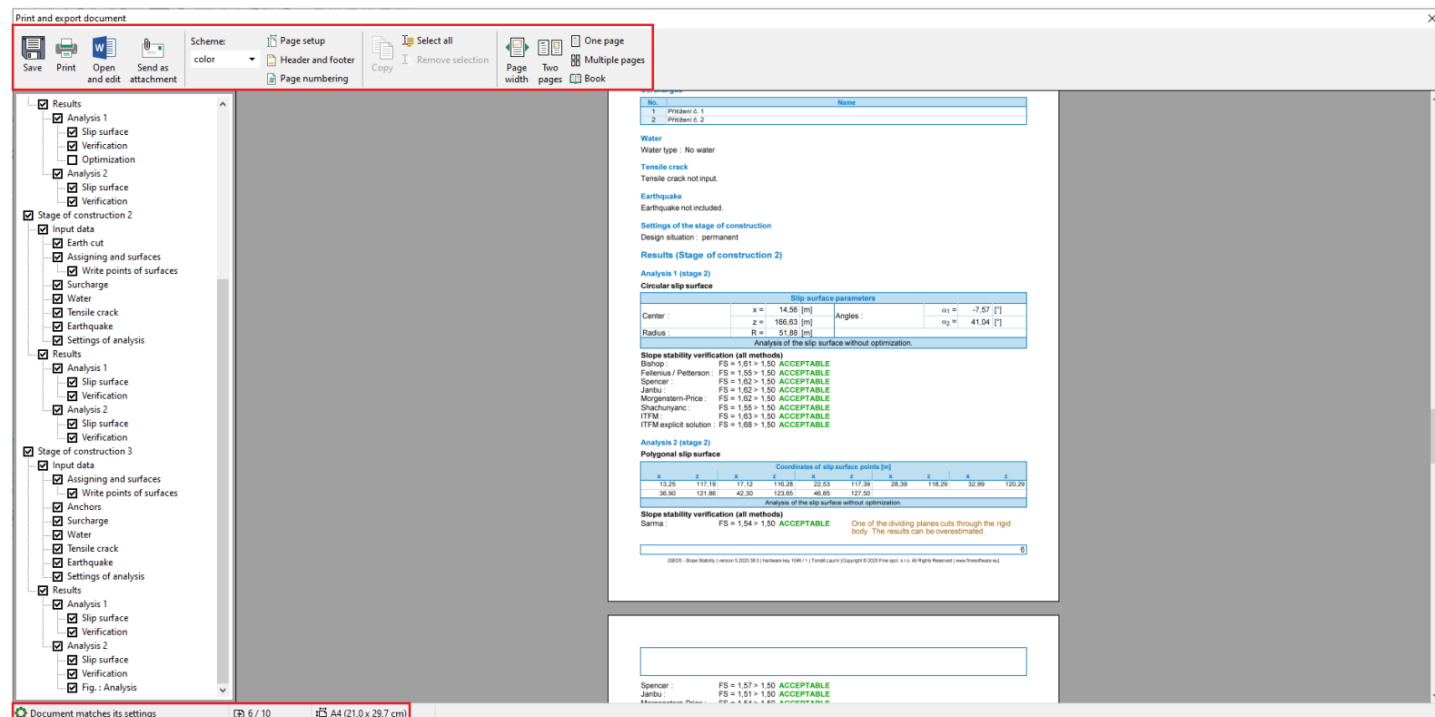 Print and export document
Save
Print
Open
and edit
Send as
attachment
Scheme:
color
Page setup
Header and footer
Page numbering
Copy
Select all
Remove selection
Page
width
Two
pages
One page
Multiple pages
Book
Results
Analysis 1
Slip surface
Verification
Optimization
Analysis 2
Slip surface
Verification
Stage of construction 2
Input data
Earth cut
Assigning and surfaces
Write points of surfaces
Surcharge
Water
Tensile crack
Earthquake
Settings of analysis
Results
Analysis 1
Slip surface
Verification
Analysis 2
Slip surface
Verification
Stage of construction 3
Input data
Assigning and surfaces
Write points of surfaces
Anchors
Surcharge
Water
Tensile crack
Earthquake
Settings of analysis
Results
Analysis 1
Slip surface
Verification
Analysis 2
Slip surface
Verification
Fig. : Analysis
No. Name
1 Přitížení č. 1
2 Přitížení č. 2
Water
Water type : No water
Tensile crack
Tensile crack not input.
Earthquake
Earthquake not included.
Settings of the stage of construction
Design situation : permanent
Results (Stage of construction 2)
Analysis 1 (stage 2)
Circular slip surface
Slip surface parameters
Center : x = 14,56 [m] Angles : α1 = -7,57 [°]
z = 166,63 [m] α2 = 41,04 [°]
Radius : R = 51,88 [m]
Analysis of the slip surface without optimization.
Slope stability verification (all methods)
Bishop : FS = 1,61 > 1,50 ACCEPTABLE
Fellenius / Petterson : FS = 1,55 > 1,50 ACCEPTABLE
Spencer : FS = 1,62 > 1,50 ACCEPTABLE
Janbu : FS = 1,62 > 1,50 ACCEPTABLE
Morgenstern-Price : FS = 1,62 > 1,50 ACCEPTABLE
Shachunyanc : FS = 1,55 > 1,50 ACCEPTABLE
ITFM : FS = 1,63 > 1,50 ACCEPTABLE
ITFM explicit solution : FS = 1,68 > 1,50 ACCEPTABLE
Analysis 2 (stage 2)
Polygonal slip surface
Coordinates of slip surface points [m]
x z x z x z x z x z
13,25 117,19 17,12 116,28 22,53 117,39 28,39 118,29 32,99 120,29
36,90 121,86 42,30 123,65 46,85 127,50
Analysis of the slip surface without optimization.
Slope stability verification (all methods)
Sarma : FS = 1,54 > 1,50 ACCEPTABLE One of the dividing planes cuts through the rigid
body. The results can be overestimated.
6
Spencer : FS = 1,57 > 1,50 ACCEPTABLE
Janbu : FS = 1,51 > 1,50 ACCEPTABLE
Document matches its settings
6 / 10
A4 (21.0 x 29.7 cm)